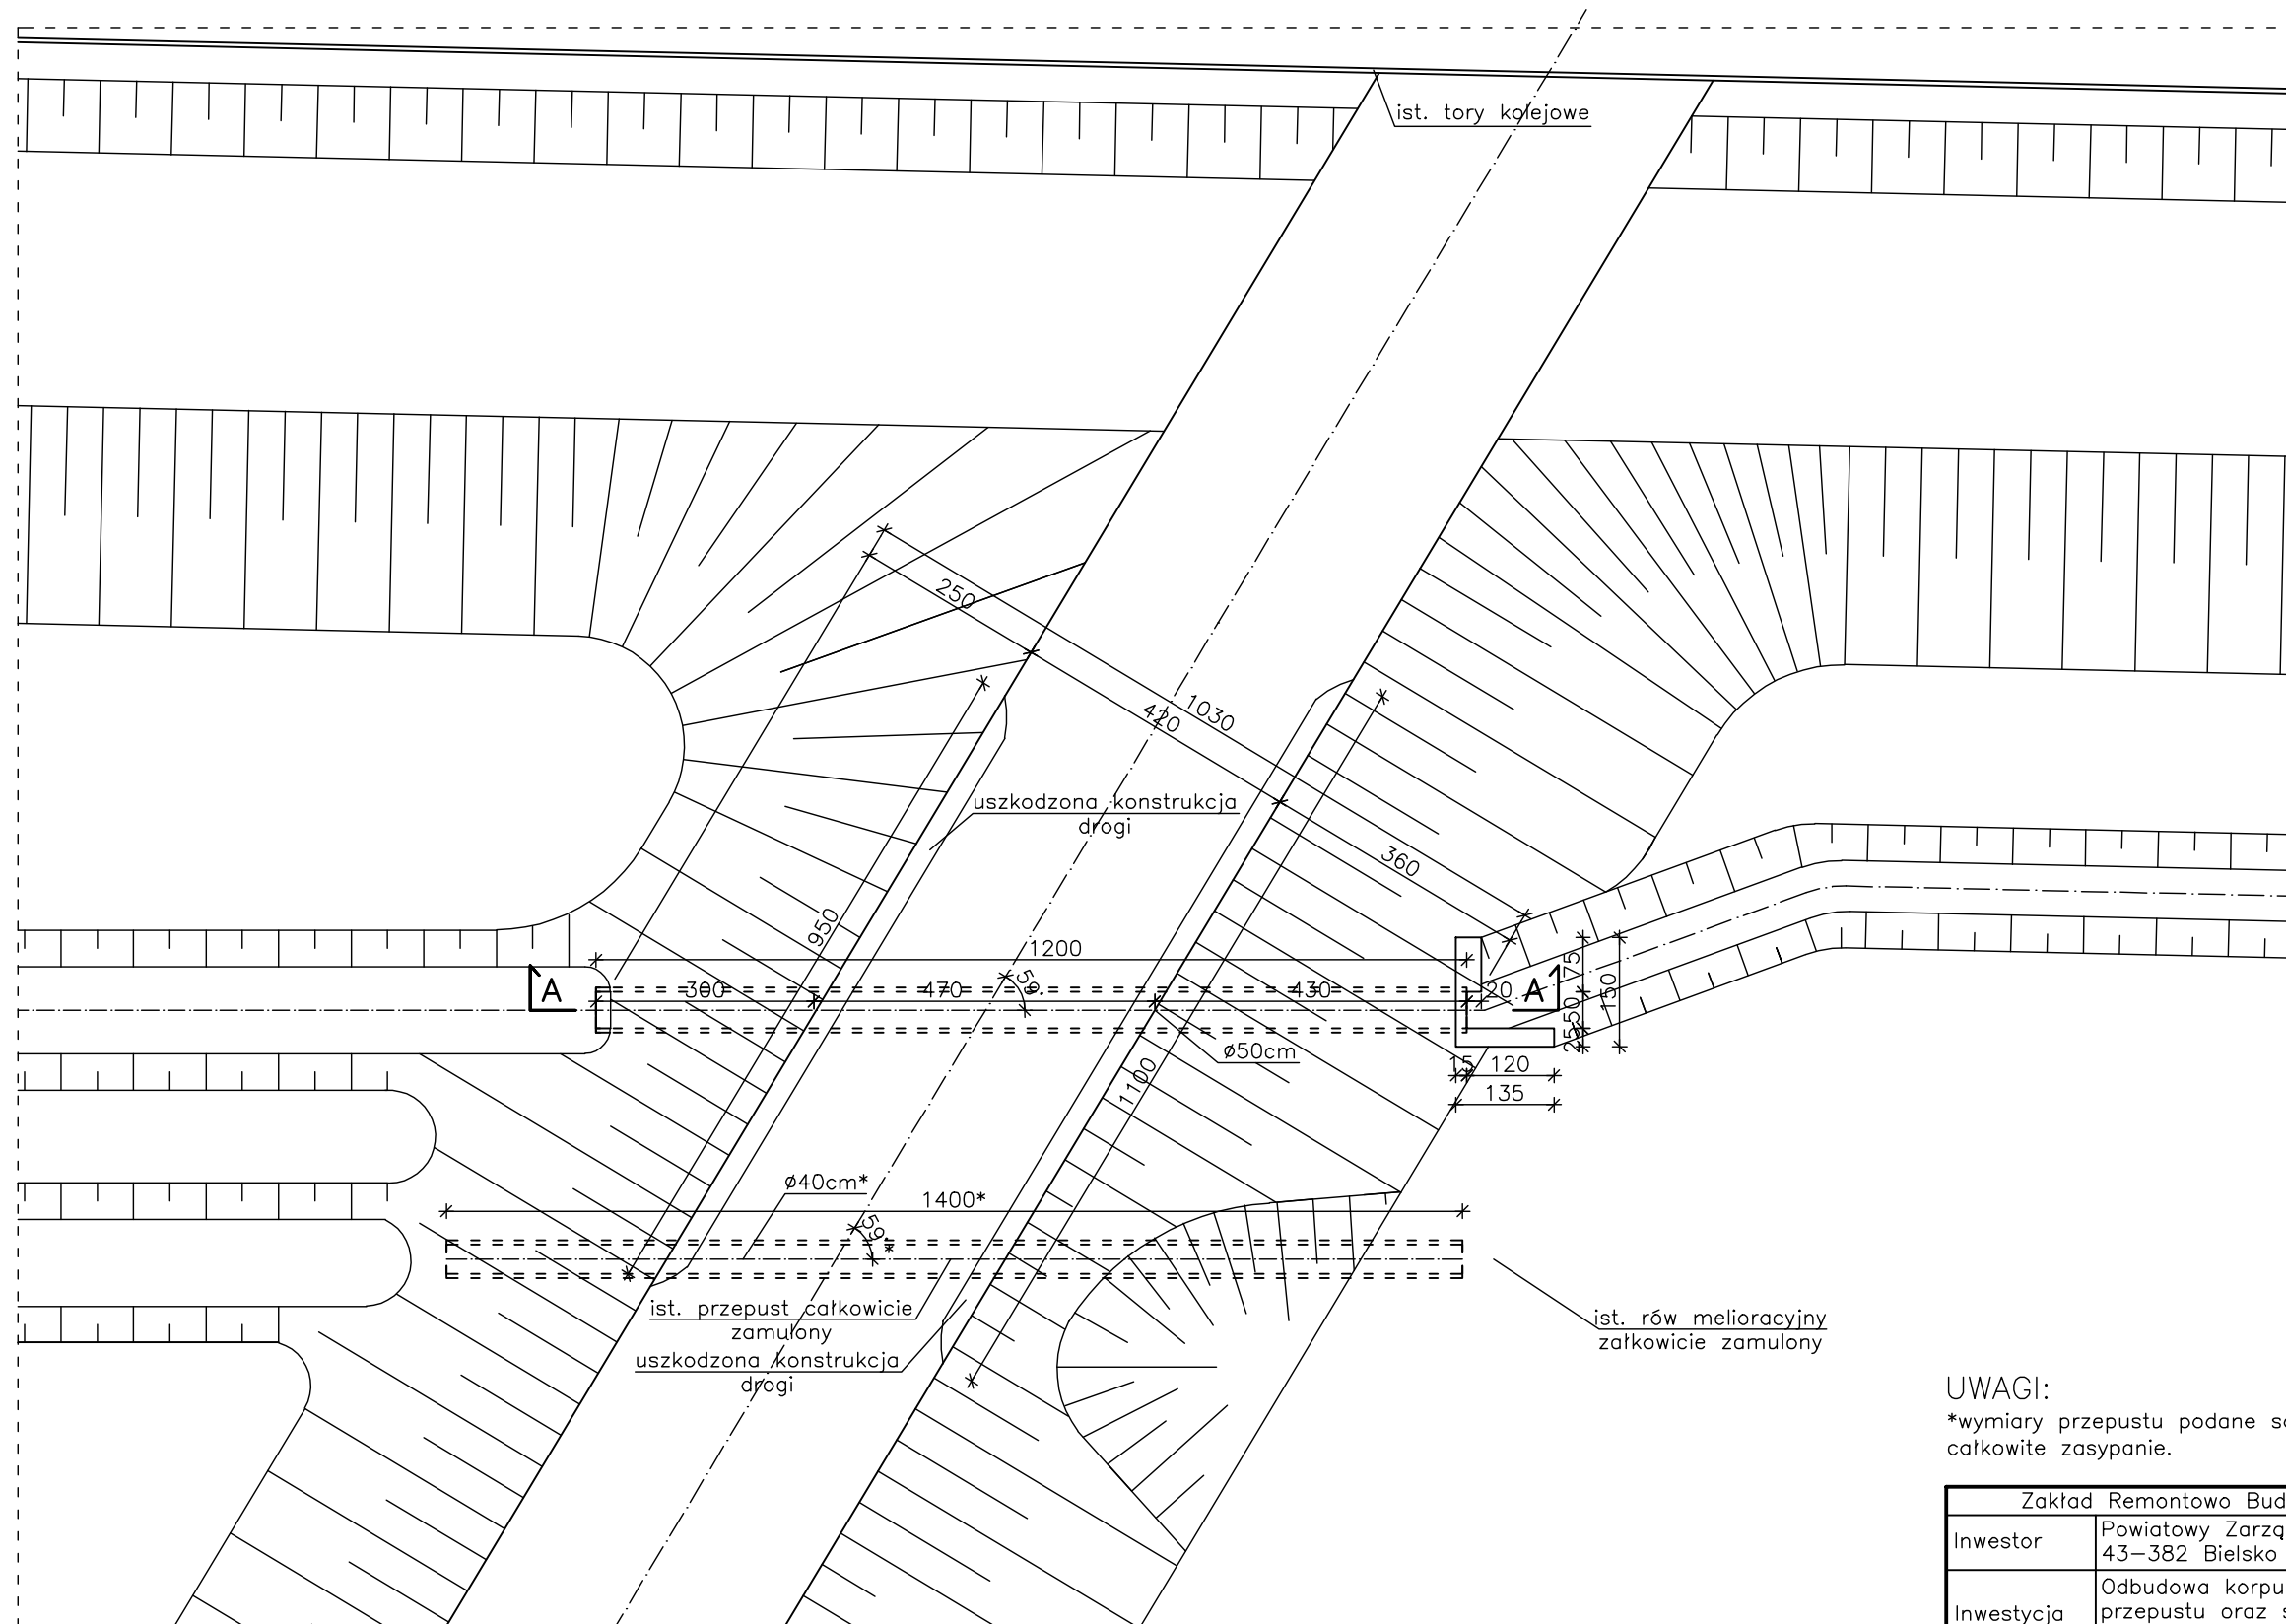 ist. tory kolejowe
250
1030
420
uszkodzona konstrukcja
drogi
360
950
1200
59°
300
470
430
20
A
A
75
50
25
150
ø50cm
15
120
135
1100
ø40cm*
1400*
59°*
ist. przepust całkowicie
zamulony
uszkodzona konstrukcja
drogi
ist. rów melioracyjny
załkowicie zamulony
UWAGI:
*wymiary przepustu podane
całkowite zasypanie.
Zakład Remontowo Bud
Inwestor
Powiatowy Zarzą
43-382 Bielsko
Inwestycja
Odbudowa korpu
przepustu oraz